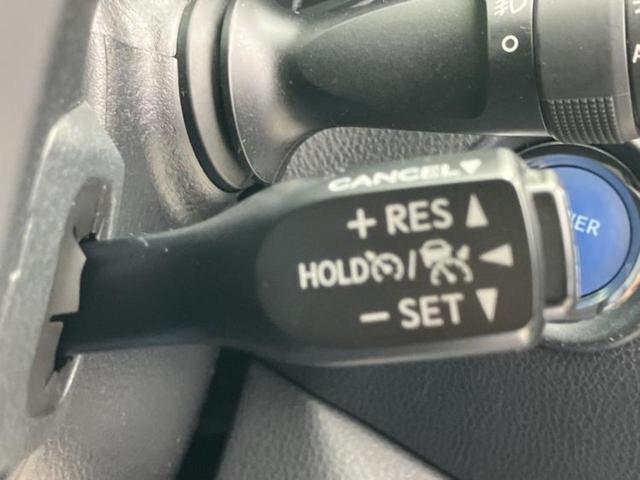 CANCEL▼
+ RES ▲
HOLD / ◀
− SET ▼